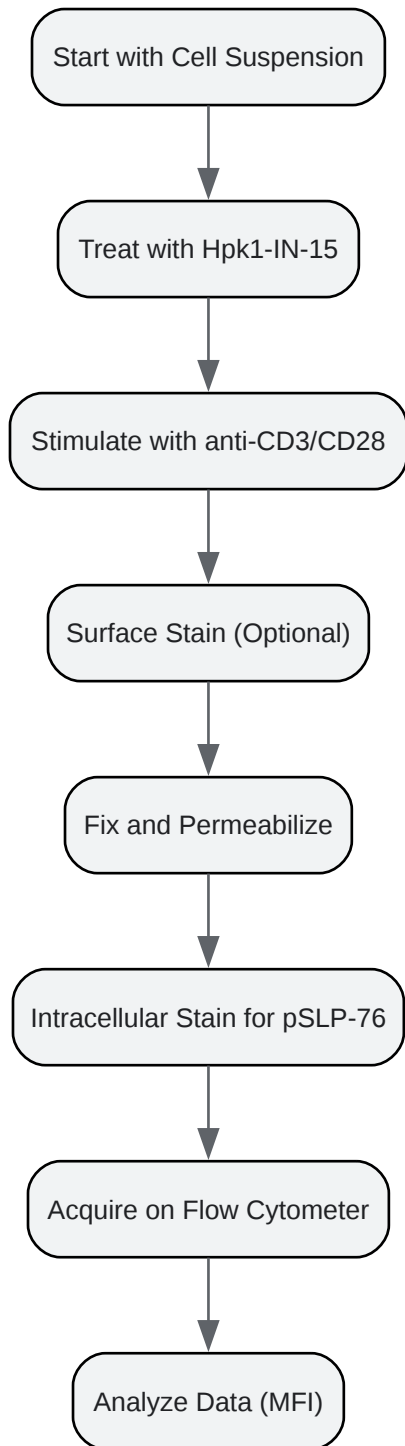 Start with Cell Suspension
Treat with Hpk1-IN-15
Stimulate with anti-CD3/CD28
Surface Stain (Optional)
Fix and Permeabilize
Intracellular Stain for pSLP-76
Acquire on Flow Cytometer
Analyze Data (MFI)